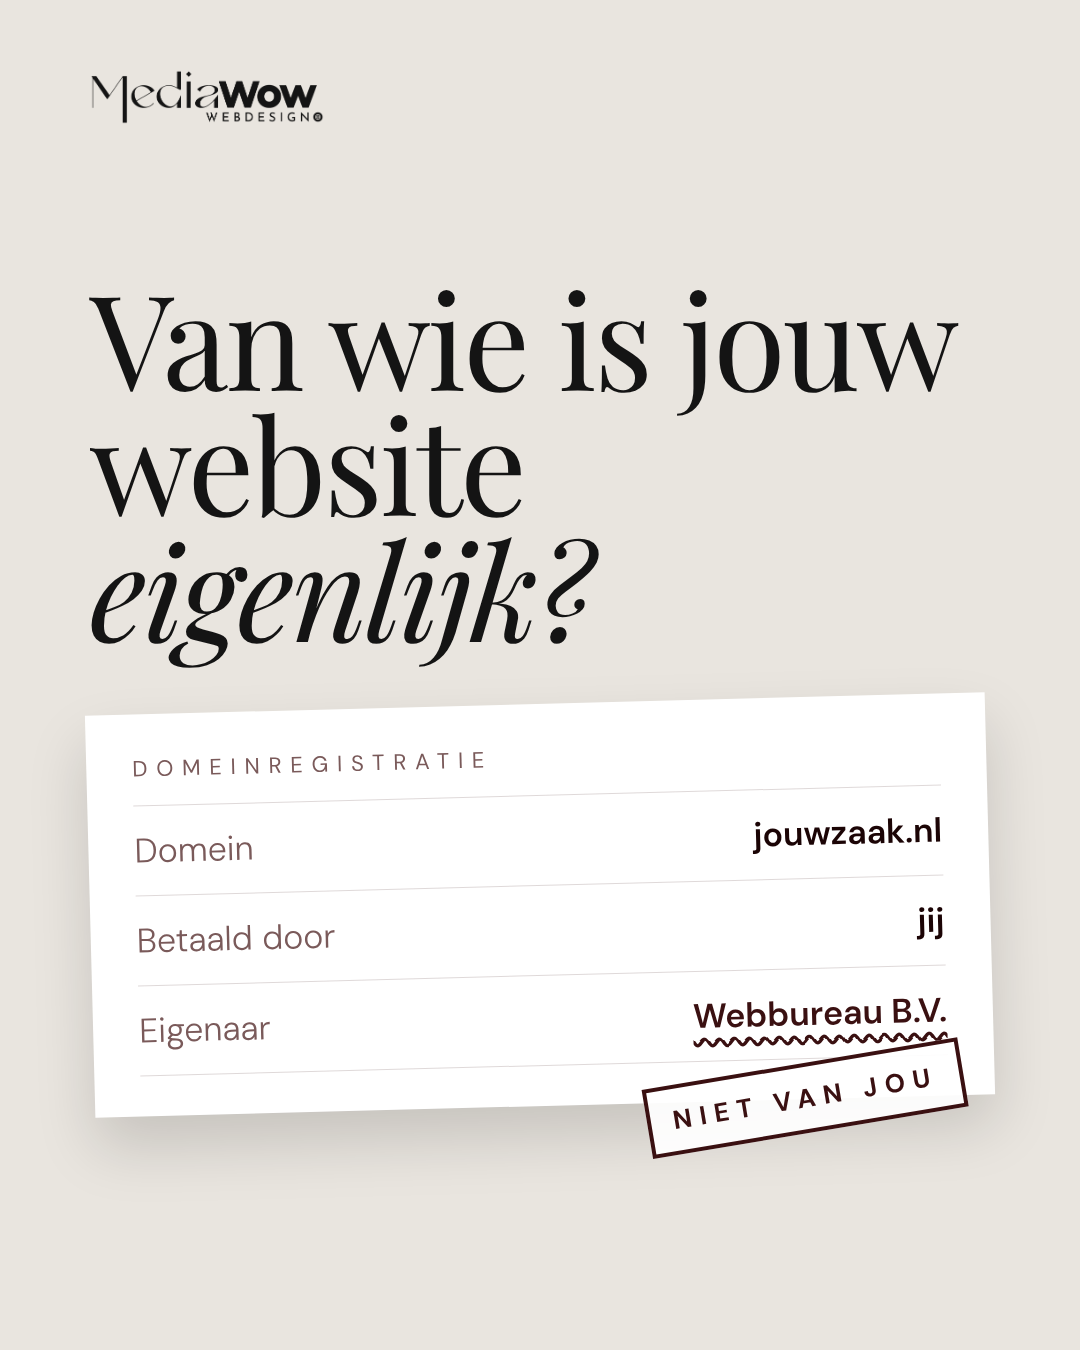 MediaWow
WEBDESIGN
Van wie is jouw
website
eigenlijk?
DOMEINREGISTRATIE
Domein jouwzaak.nl
Betaald door jij
Eigenaar Webbureau B.V.
NIET VAN JOU